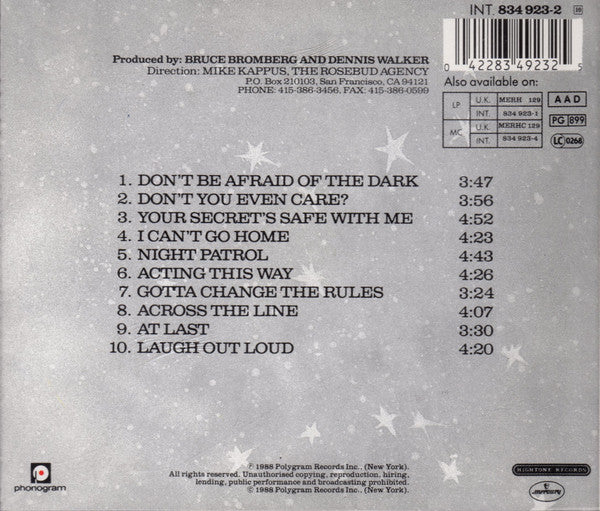 INT. 834 923-2 10
0 42283 49232 5
Produced by: BRUCE BROMBERG AND DENNIS WALKER
Direction: MIKE KAPPUS, THE ROSEBUD AGENCY
P.O. Box 210103, San Francisco, CA 94121
PHONE: 415-386-3456, FAX: 415-386-0599
Also available on:
LP U.K. MERH 129
INT. 834 923-1
MC U.K. MERHC 129
INT. 834 923-4
AAD
PG 899
LC 0268
1. DON'T BE AFRAID OF THE DARK 3:47
2. DON'T YOU EVEN CARE? 3:56
3. YOUR SECRET'S SAFE WITH ME 4:52
4. I CAN'T GO HOME 4:23
5. NIGHT PATROL 4:43
6. ACTING THIS WAY 4:26
7. GOTTA CHANGE THE RULES 3:24
8. ACROSS THE LINE 4:07
9. AT LAST 3:30
10. LAUGH OUT LOUD 4:20
℗ 1988 Polygram Records Inc., (New York).
All rights reserved. Unauthorised copying, reproduction, hiring,
lending, public performance and broadcasting prohibited.
© 1988 Polygram Records Inc., (New York).
phonogram
HIGHTONE RECORDS
mercury